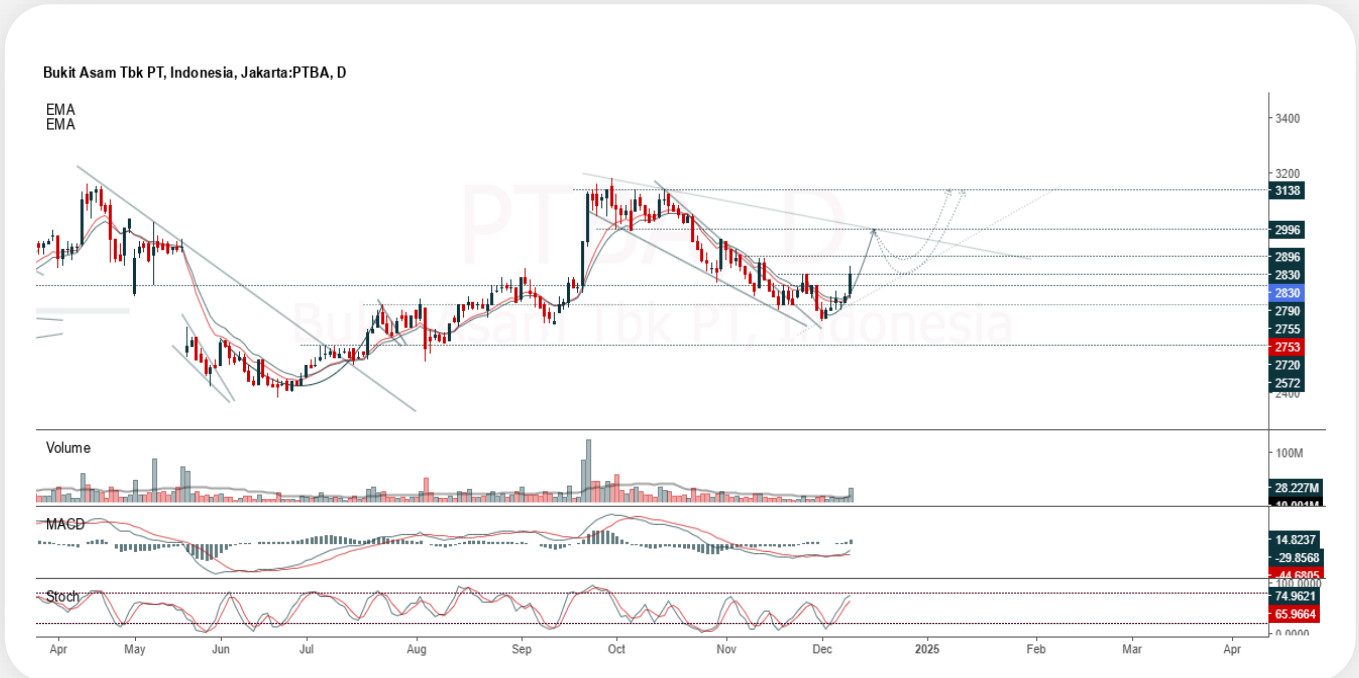 Bukit Asam Tbk PT, Indonesia, Jakarta:PTBA, D
EMA
EMA
PTBA, D
Bukit Asam Tbk PT, Indonesia
3400
3200
3138
2996
2896
2830
2830
2790
2755
2753
2720
2572
2400
Volume
100M
28.227M
MACD
14.8237
-29.8568
-44.6805
Stoch
100.0000
74.9621
65.9664
0.0000
Apr May Jun Jul Aug Sep Oct Nov Dec 2025 Feb Mar Apr